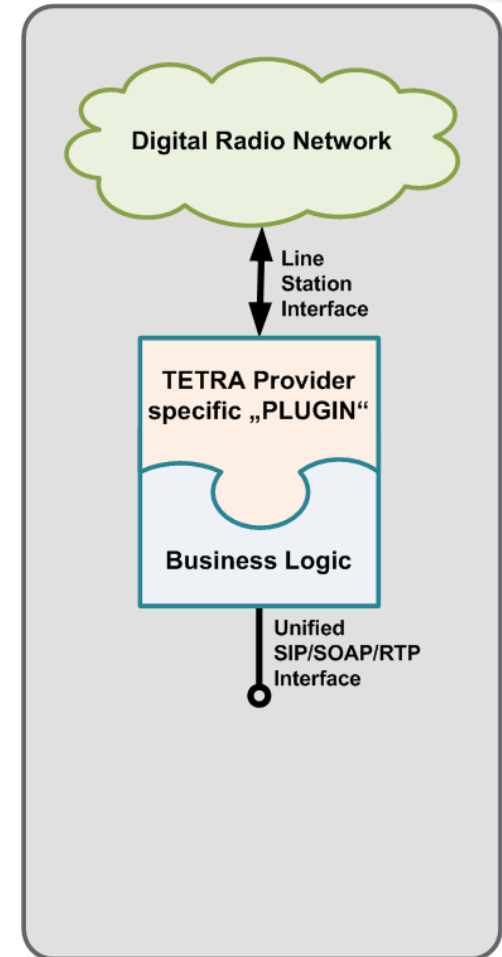 Digital Radio Network
Line
Station
Interface
TETRA Provider
specific „PLUGIN“
Business Logic
Unified
SIP/SOAP/RTP
Interface